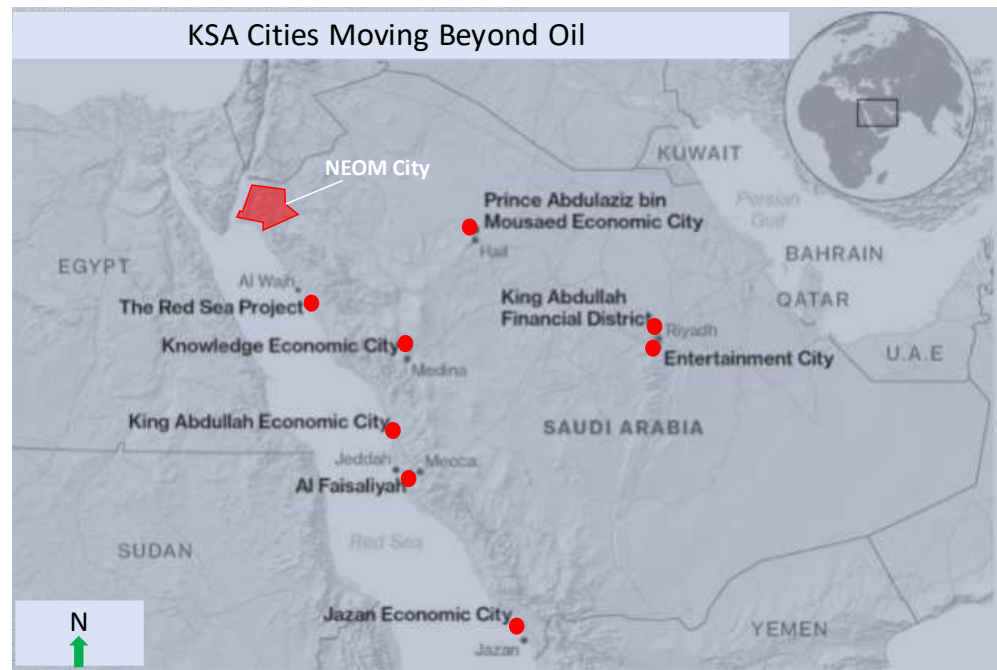 KSA Cities Moving Beyond Oil
KUWAIT
NEOM City
Prince Abdulaziz bin
Mousaed Economic City
Persian
Gulf
Hail
BAHRAIN
EGYPT
Al Wajh
QATAR
The Red Sea Project
King Abdullah
Financial District
Riyadh
Knowledge Economic City
Entertainment City
U.A.E
Medina
King Abdullah Economic City
SAUDI ARABIA
Jeddah
Mecca
Al Faisaliyah
Red Sea
SUDAN
Jazan Economic City
N
YEMEN
Jazan